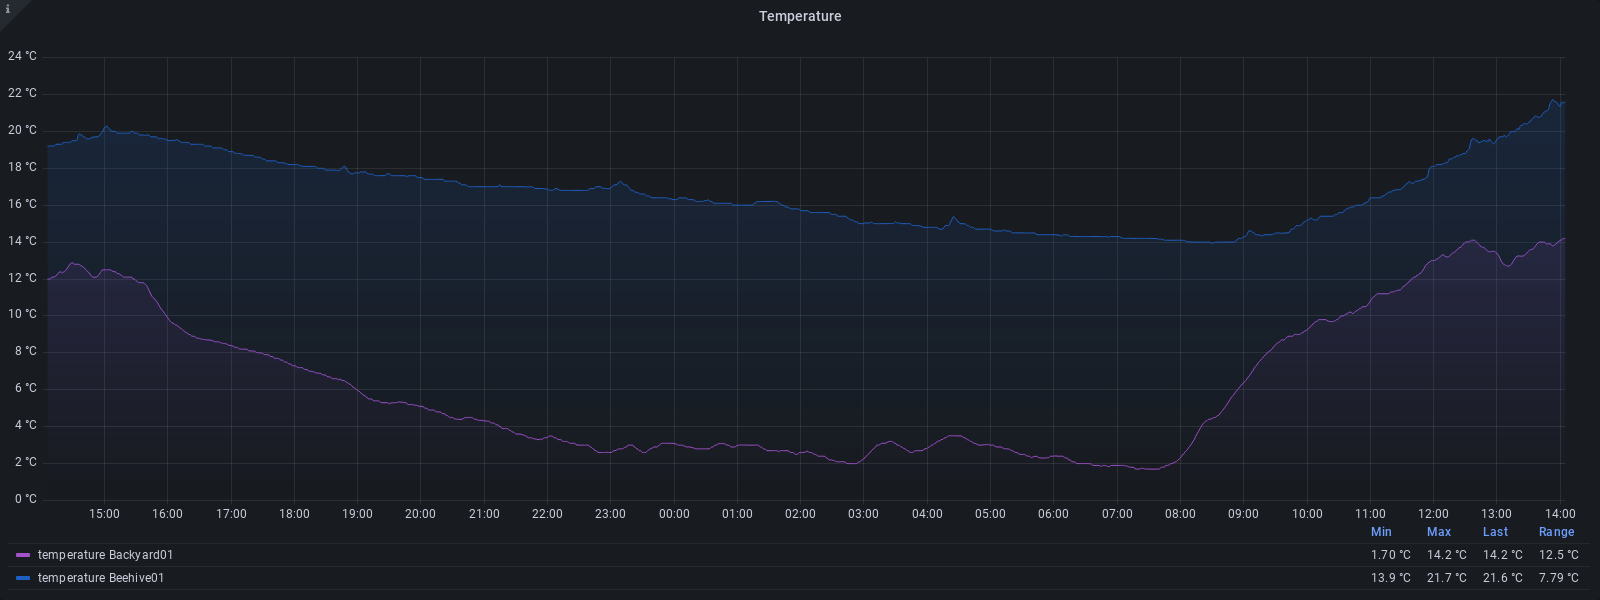 i
Temperature
24 °C
22 °C
20 °C
18 °C
16 °C
14 °C
12 °C
10 °C
8 °C
6 °C
4 °C
2 °C
0 °C
15:00 16:00 17:00 18:00 19:00 20:00 21:00 22:00 23:00 00:00 01:00 02:00 03:00 04:00 05:00 06:00 07:00 08:00 09:00 10:00 11:00 12:00 13:00 14:00
Min Max Last Range
temperature Backyard01 1.70 °C 14.2 °C 14.2 °C 12.5 °C
temperature Beehive01 13.9 °C 21.7 °C 21.6 °C 7.79 °C